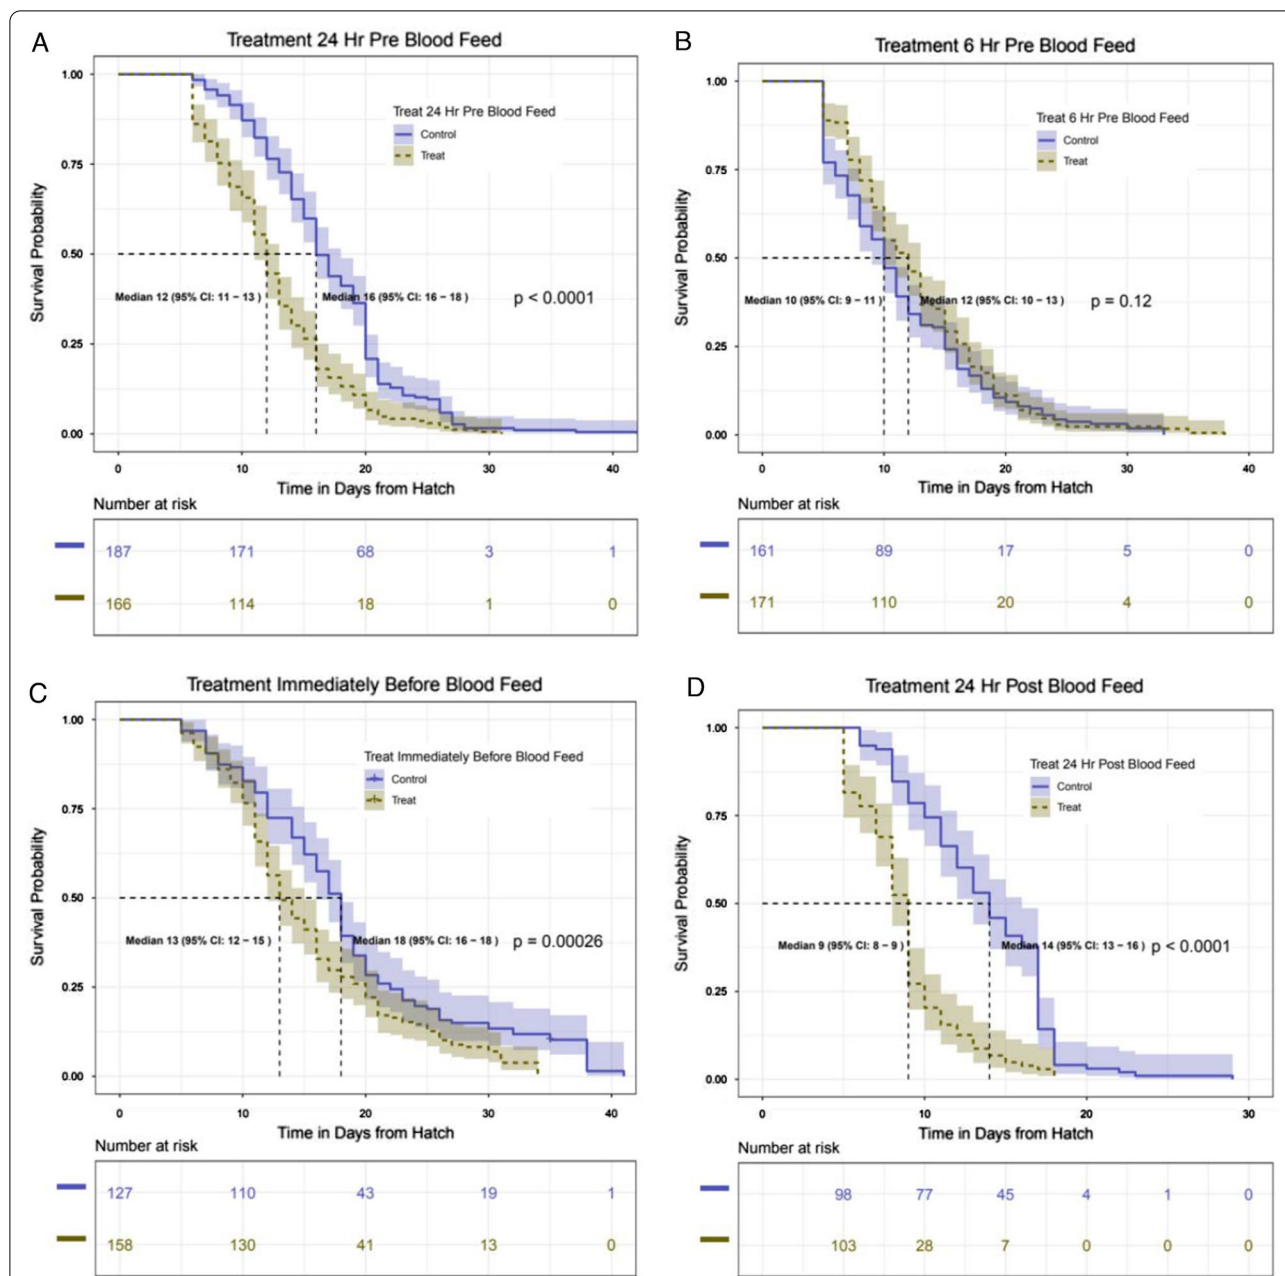 A
Treatment 24 Hr Pre Blood Feed
Survival Probability
1.00
0.75
0.50
0.25
0.00
Treat 24 Hr Pre Blood Feed
Control
Treat
Median 12 (95% CI: 11 – 13 )
Median 16 (95% CI: 16 – 18 )
p < 0.0001
0 10 20 30 40
Time in Days from Hatch
Number at risk
187 171 68 3 1
166 114 18 1 0
B
Treatment 6 Hr Pre Blood Feed
Survival Probability
1.00
0.75
0.50
0.25
0.00
Treat 6 Hr Pre Blood Feed
Control
Treat
Median 10 (95% CI: 9 – 11 )
Median 12 (95% CI: 10 – 13 )
p = 0.12
0 10 20 30 40
Time in Days from Hatch
Number at risk
161 89 17 5 0
171 110 20 4 0
C
Treatment Immediately Before Blood Feed
Survival Probability
1.00
0.75
0.50
0.25
0.00
Treat Immediately Before Blood Feed
Control
Treat
Median 13 (95% CI: 12 – 15 )
Median 18 (95% CI: 16 – 18 )
p = 0.00026
0 10 20 30 40
Time in Days from Hatch
Number at risk
127 110 43 19 1
158 130 41 13 0
D
Treatment 24 Hr Post Blood Feed
Survival Probability
1.00
0.75
0.50
0.25
0.00
Treat 24 Hr Post Blood Feed
Control
Treat
Median 9 (95% CI: 8 – 9 )
Median 14 (95% CI: 13 – 16 )
p < 0.0001
0 10 20 30
Time in Days from Hatch
Number at risk
98 77 45 4 1 0
103 28 7 0 0 0